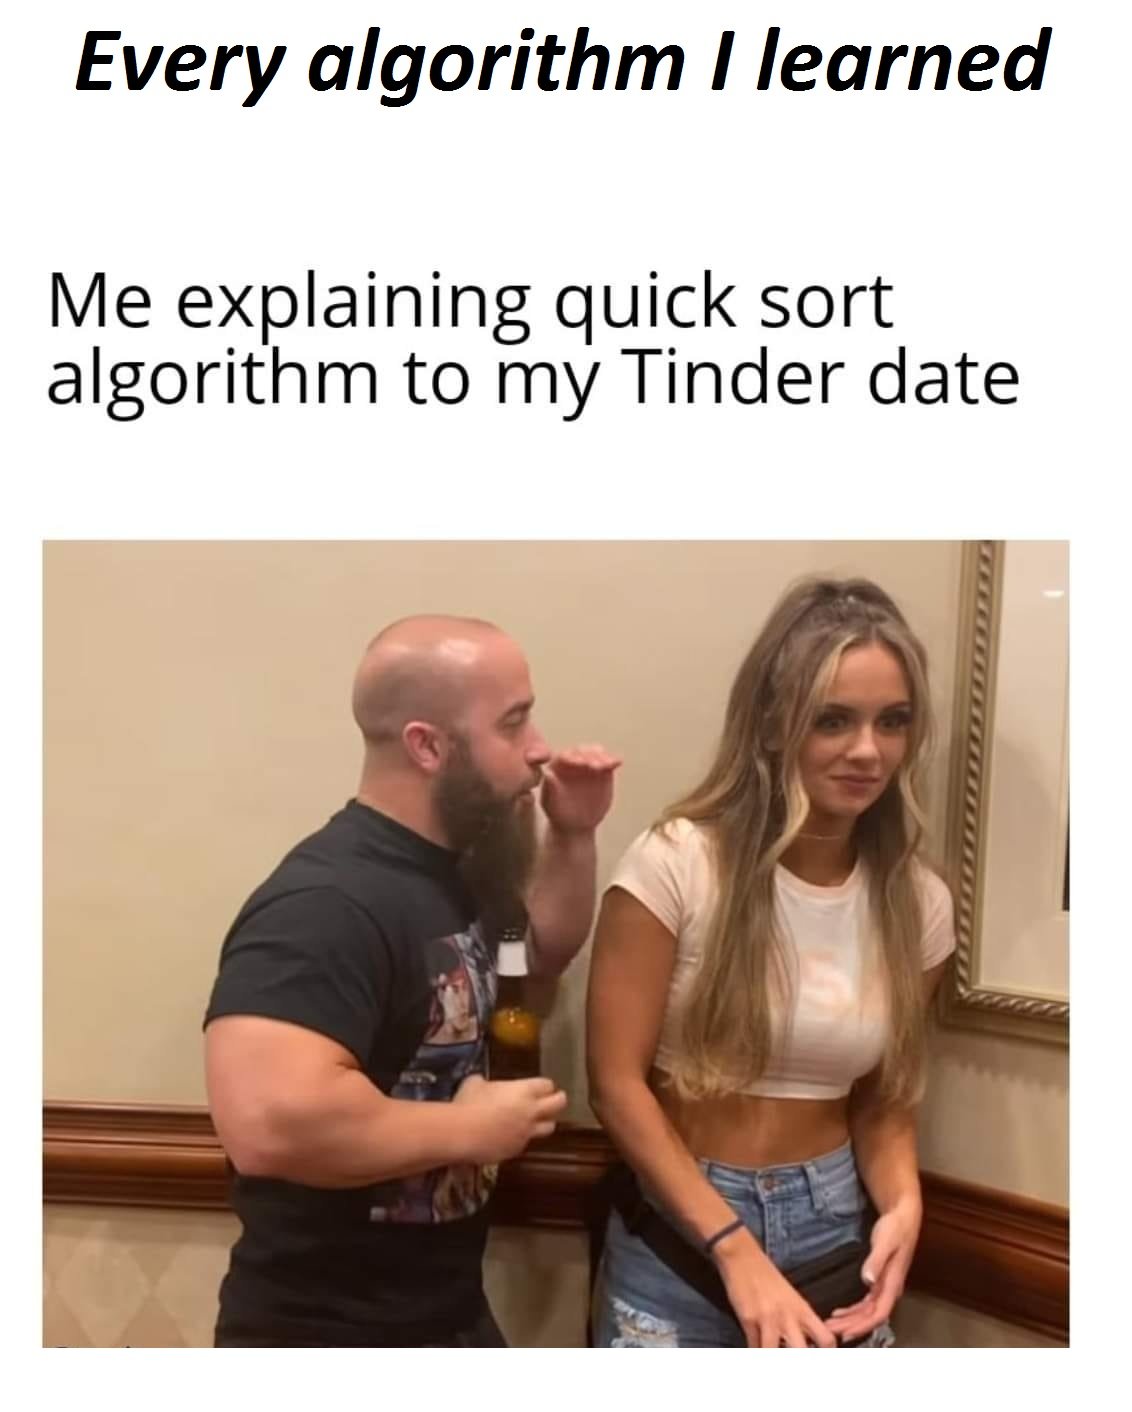 Every algorithm I learned
Me explaining quick sort
algorithm to my Tinder date